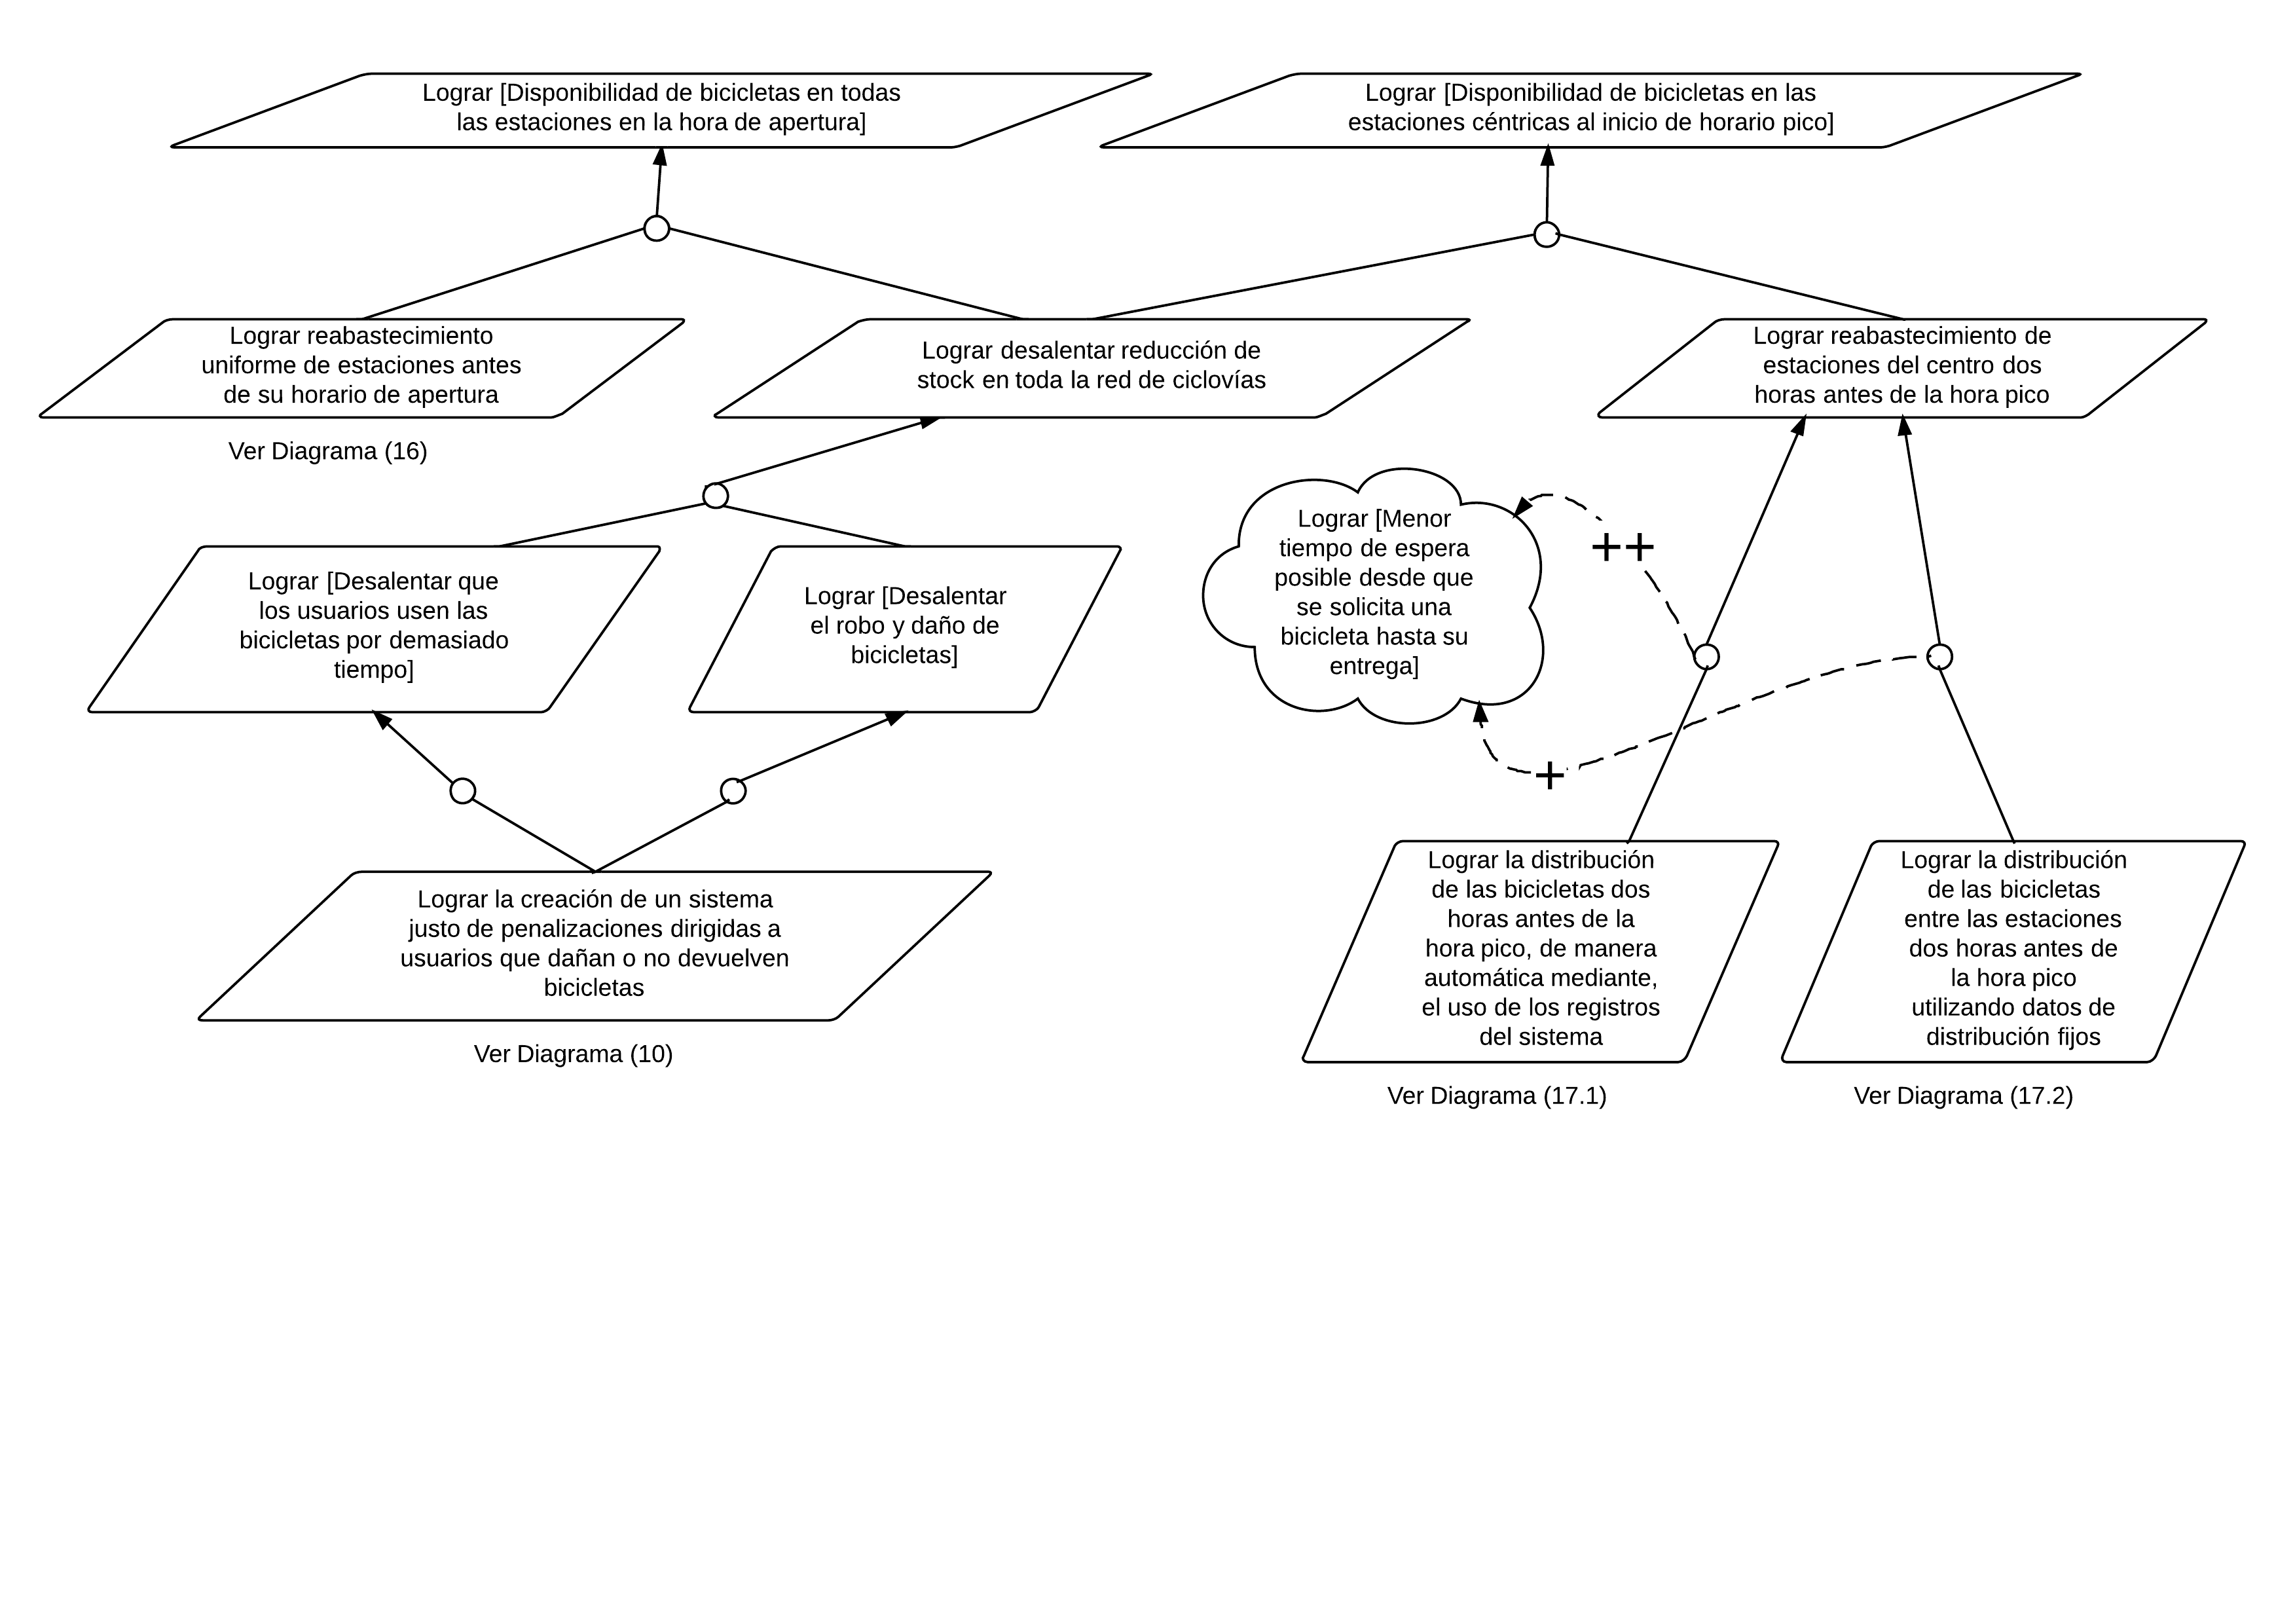 Lograr [Disponibilidad de bicicletas en todas
las estaciones en la hora de apertura]
Lograr [Disponibilidad de bicicletas en las
estaciones céntricas al inicio de horario pico]
Lograr reabastecimiento
uniforme de estaciones antes
de su horario de apertura
Ver Diagrama (16)
Lograr desalentar reducción de
stock en toda la red de ciclovías
Lograr reabastecimiento de
estaciones del centro dos
horas antes de la hora pico
Lograr [Desalentar que
los usuarios usen las
bicicletas por demasiado
tiempo]
Lograr [Desalentar
el robo y daño de
bicicletas]
Lograr [Menor
tiempo de espera
posible desde que
se solicita una
bicicleta hasta su
entrega]
++
+
Lograr la creación de un sistema
justo de penalizaciones dirigidas a
usuarios que dañan o no devuelven
bicicletas
Ver Diagrama (10)
Lograr la distribución
de las bicicletas dos
horas antes de la
hora pico, de manera
automática mediante,
el uso de los registros
del sistema
Ver Diagrama (17.1)
Lograr la distribución
de las bicicletas
entre las estaciones
dos horas antes de
la hora pico
utilizando datos de
distribución fijos
Ver Diagrama (17.2)